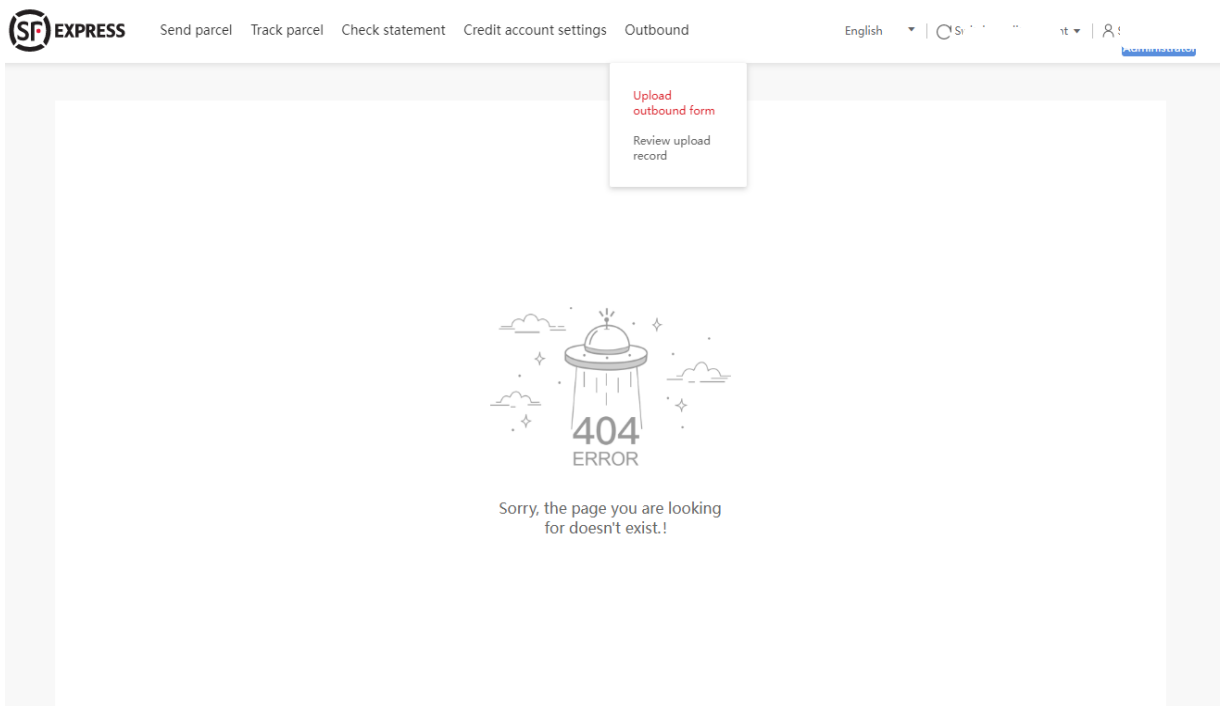 SF EXPRESS Send parcel Track parcel Check statement Credit account settings Outbound English
Administrator
Upload
outbound form
Review upload
record
404
ERROR
Sorry, the page you are looking
for doesn't exist.!